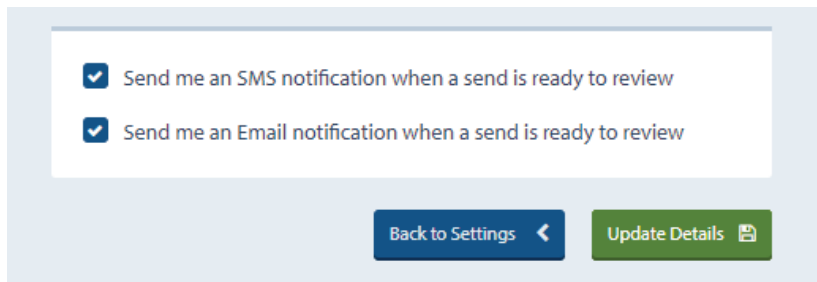 Send me an SMS notification when a send is ready to review
Send me an Email notification when a send is ready to review
Back to Settings
Update Details